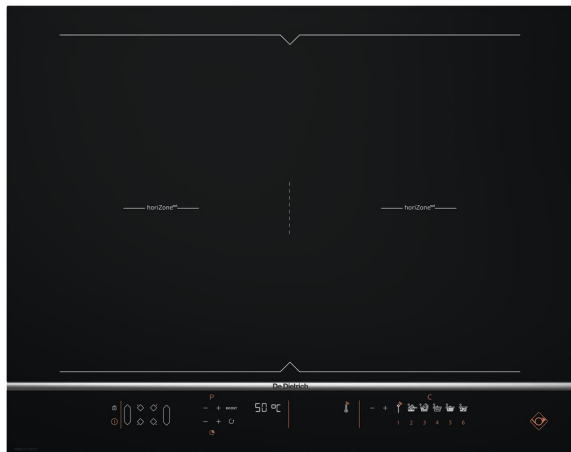 horiZone horiZone
De Dietrich
P C
- + BOOST 50 °C - +
- +
1 2 3 4 5 6